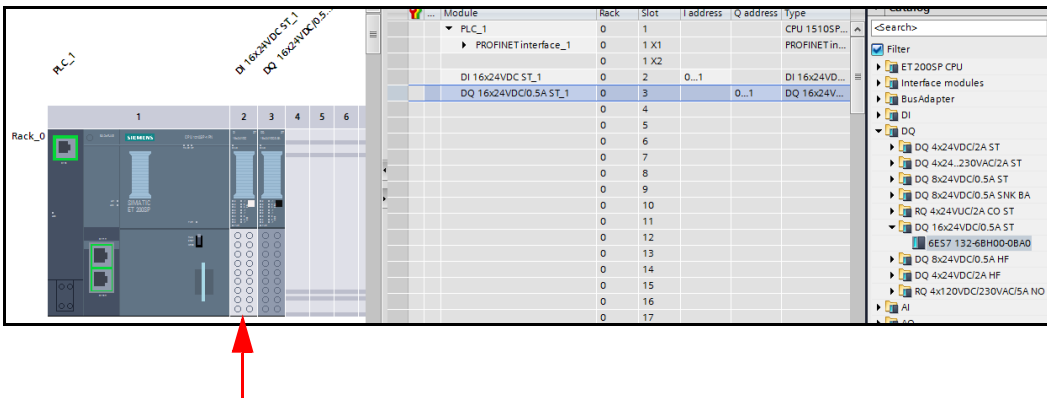 PLC_1
DI 16x24VDC ST_1
DQ 16x24VDC/0.5...
1 2 3 4 5 6
Rack_0
SIEMENS
SIMATIC
ET 200SP
... Module Rack Slot I address Q address Type
PLC_1 0 1 CPU 1510SP...
PROFINET interface_1 0 1 X1 PROFINET in...
0 1 X2
DI 16x24VDC ST_1 0 2 0...1 DI 16x24VD...
DQ 16x24VDC/0.5A ST_1 0 3 0...1 DQ 16x24V...
0 4
0 5
0 6
0 7
0 8
0 9
0 10
0 11
0 12
0 13
0 14
0 15
0 16
0 17
Catalog
<Search>
Filter
ET 200SP CPU
Interface modules
BusAdapter
DI
DQ
DQ 4x24VDC/2A ST
DQ 4x24..230VAC/2A ST
DQ 8x24VDC/0.5A ST
DQ 8x24VDC/0.5A SNK BA
RQ 4x24VUC/2A CO ST
DQ 16x24VDC/0.5A ST
6ES7 132-6BH00-0BA0
DQ 8x24VDC/0.5A HF
DQ 4x24VDC/2A HF
RQ 4x120VDC/230VAC/5A NO
AI
AQ